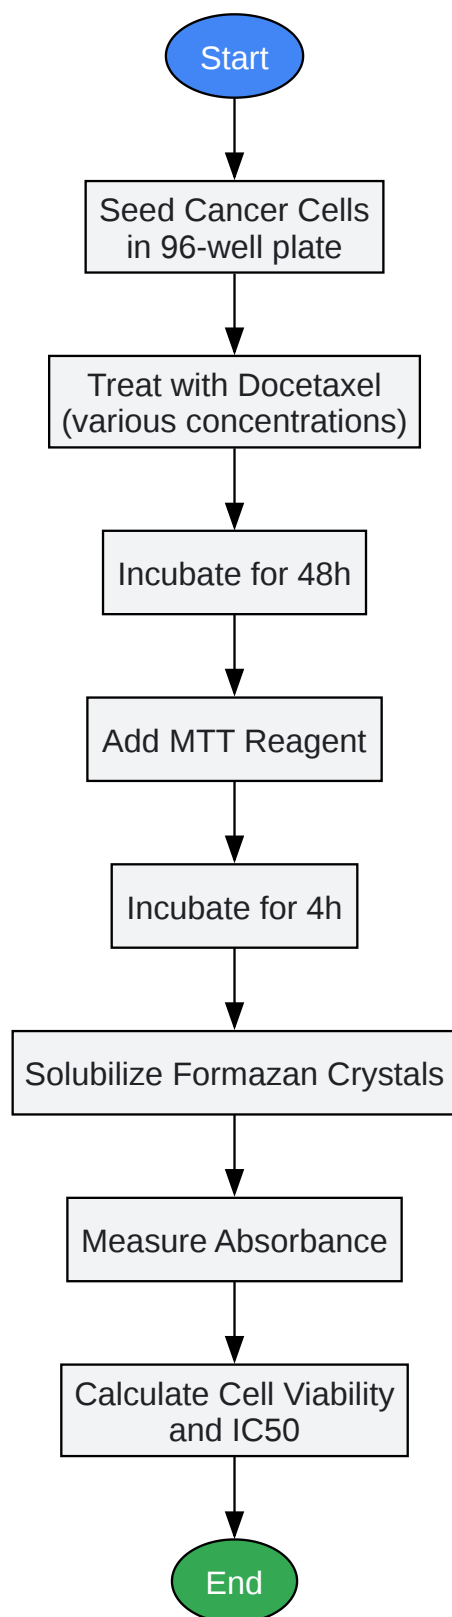 Start
Seed Cancer Cells
in 96-well plate
Treat with Docetaxel
(various concentrations)
Incubate for 48h
Add MTT Reagent
Incubate for 4h
Solubilize Formazan Crystals
Measure Absorbance
Calculate Cell Viability
and IC50
End